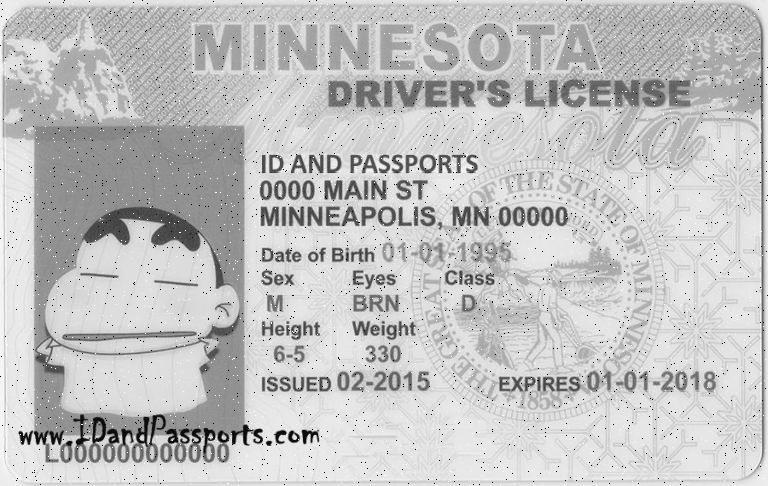 MINNESOTA
DRIVER'S LICENSE
Minnesota
ID AND PASSPORTS
0000 MAIN ST
MINNEAPOLIS, MN 00000
Date of Birth 01-01-1995
Sex Eyes Class
M BRN D
Height Weight
6-5 330
ISSUED 02-2015 EXPIRES 01-01-2018
THE GREAT SEAL OF THE STATE OF MINNESOTA
1858
www.IDandPassports.com
L000000000000